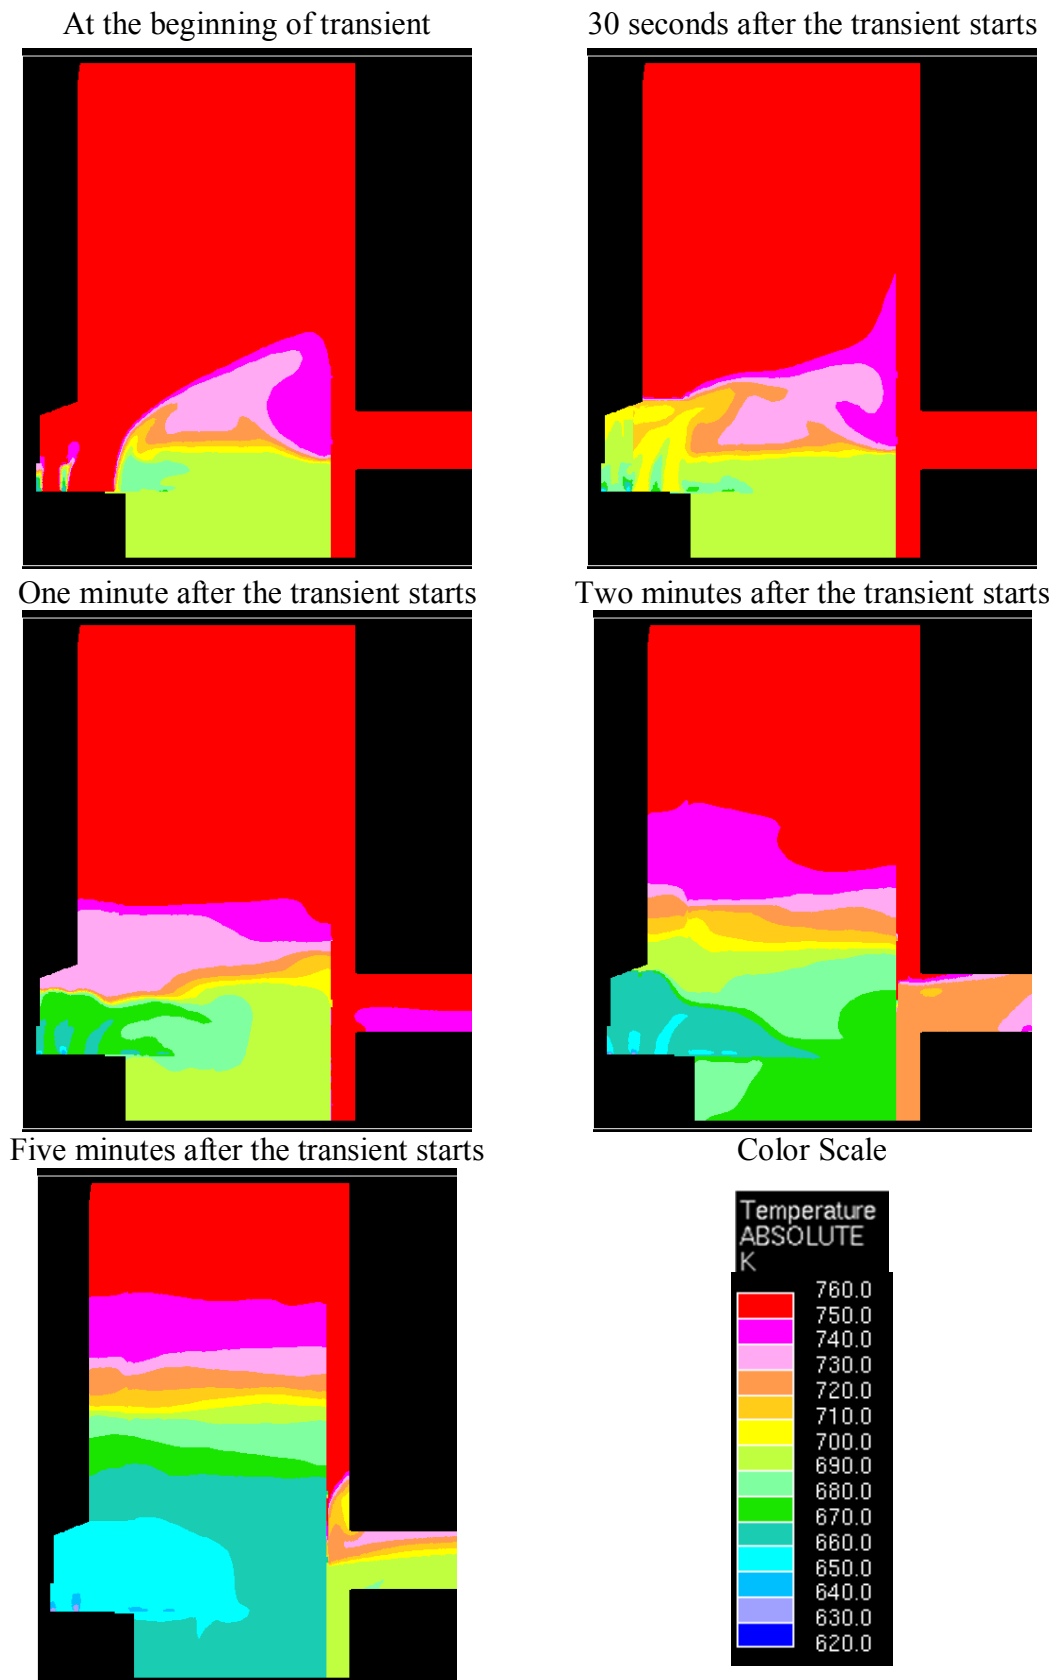 At the beginning of transient
30 seconds after the transient starts
One minute after the transient starts
Two minutes after the transient starts
Five minutes after the transient starts
Color Scale
Temperature
ABSOLUTE
K
760.0
750.0
740.0
730.0
720.0
710.0
700.0
690.0
680.0
670.0
660.0
650.0
640.0
630.0
620.0